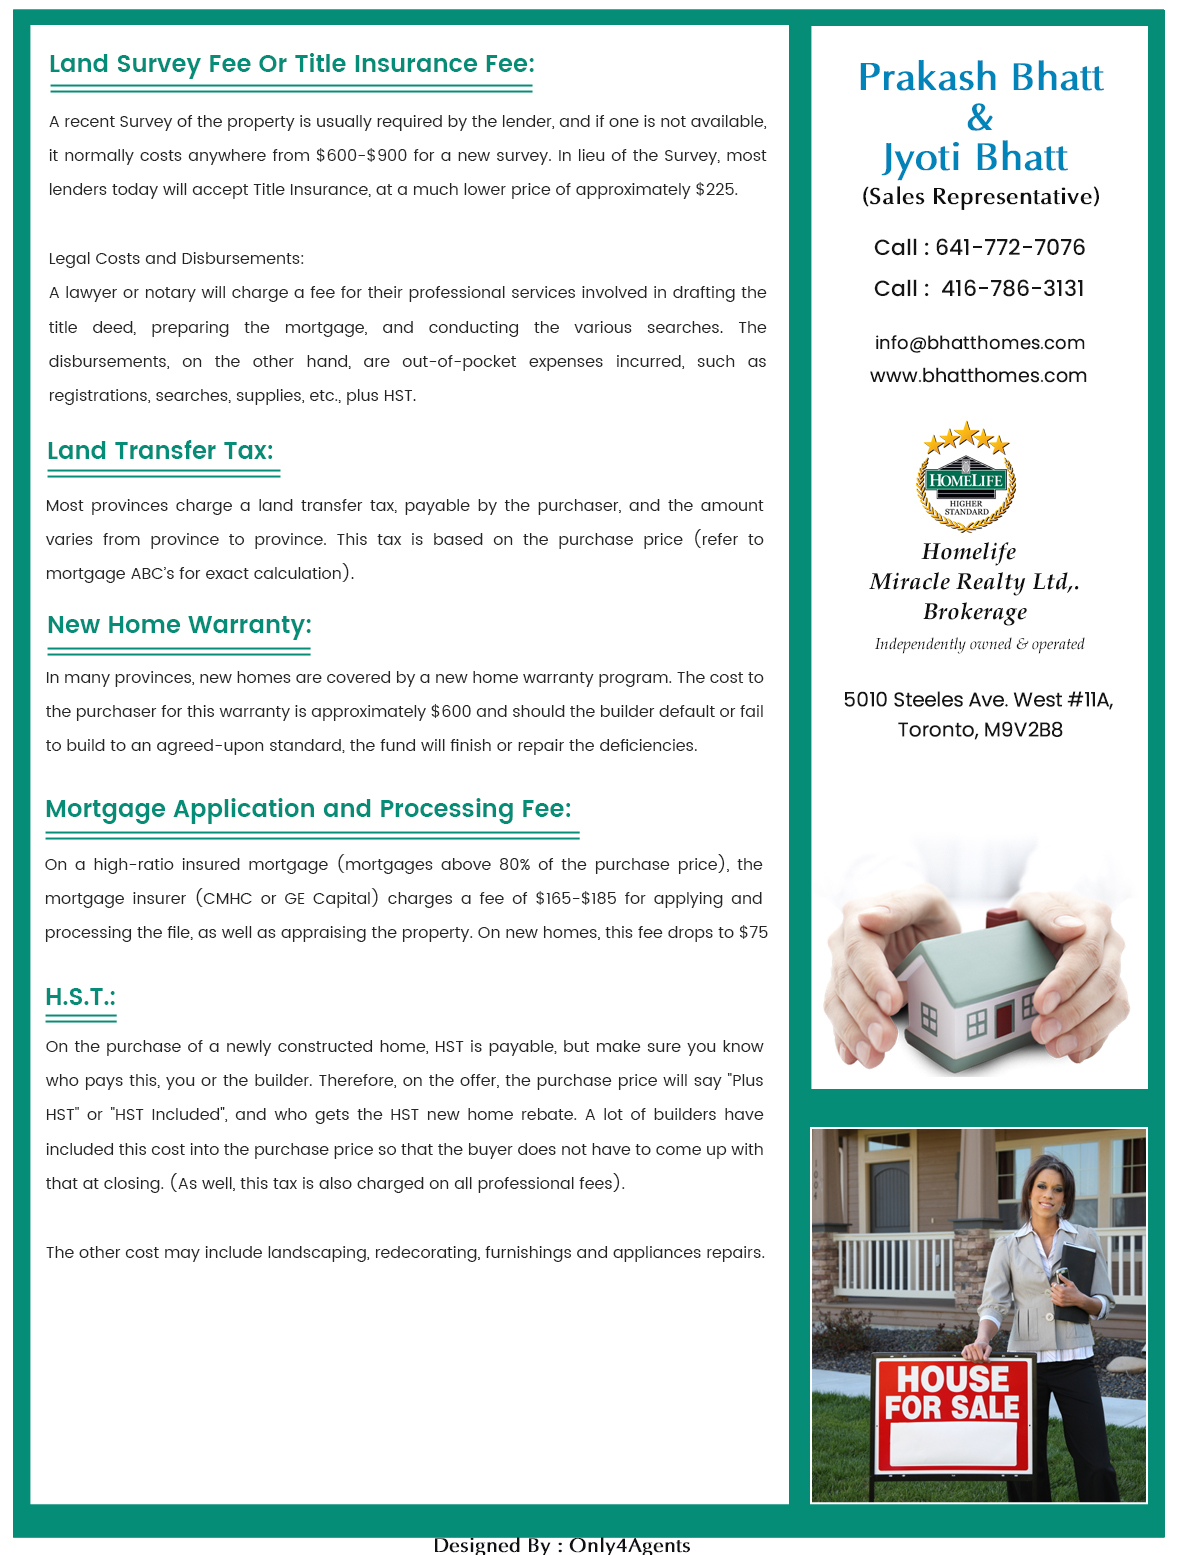 Land Survey Fee Or Title Insurance Fee:
A recent Survey of the property is usually required by the lender, and if one is not available,
it normally costs anywhere from $600-$900 for a new survey. In lieu of the Survey, most
lenders today will accept Title Insurance, at a much lower price of approximately $225.
Legal Costs and Disbursements:
A lawyer or notary will charge a fee for their professional services involved in drafting the
title deed, preparing the mortgage, and conducting the various searches. The
disbursements, on the other hand, are out-of-pocket expenses incurred, such as
registrations, searches, supplies, etc., plus HST.
Land Transfer Tax:
Most provinces charge a land transfer tax, payable by the purchaser, and the amount
varies from province to province. This tax is based on the purchase price (refer to
mortgage ABC's for exact calculation).
New Home Warranty:
In many provinces, new homes are covered by a new home warranty program. The cost to
the purchaser for this warranty is approximately $600 and should the builder default or fail
to build to an agreed-upon standard, the fund will finish or repair the deficiencies.
Mortgage Application and Processing Fee:
On a high-ratio insured mortgage (mortgages above 80% of the purchase price), the
mortgage insurer (CMHC or GE Capital) charges a fee of $165-$185 for applying and
processing the file, as well as appraising the property. On new homes, this fee drops to $75
H.S.T.:
On the purchase of a newly constructed home, HST is payable, but make sure you know
who pays this, you or the builder. Therefore, on the offer, the purchase price will say "Plus
HST" or "HST Included", and who gets the HST new home rebate. A lot of builders have
included this cost into the purchase price so that the buyer does not have to come up with
that at closing. (As well, this tax is also charged on all professional fees).
The other cost may include landscaping, redecorating, furnishings and appliances repairs.
Prakash Bhatt
&
Jyoti Bhatt
(Sales Representative)
Call : 641-772-7076
Call : 416-786-3131
info@bhatthomes.com
www.bhatthomes.com
HOMELIFE
HIGHER
STANDARD
Homelife
Miracle Realty Ltd,.
Brokerage
Independently owned & operated
5010 Steeles Ave. West #11A,
Toronto, M9V2B8
1004
HOUSE
FOR SALE
Designed By : Only4Agents